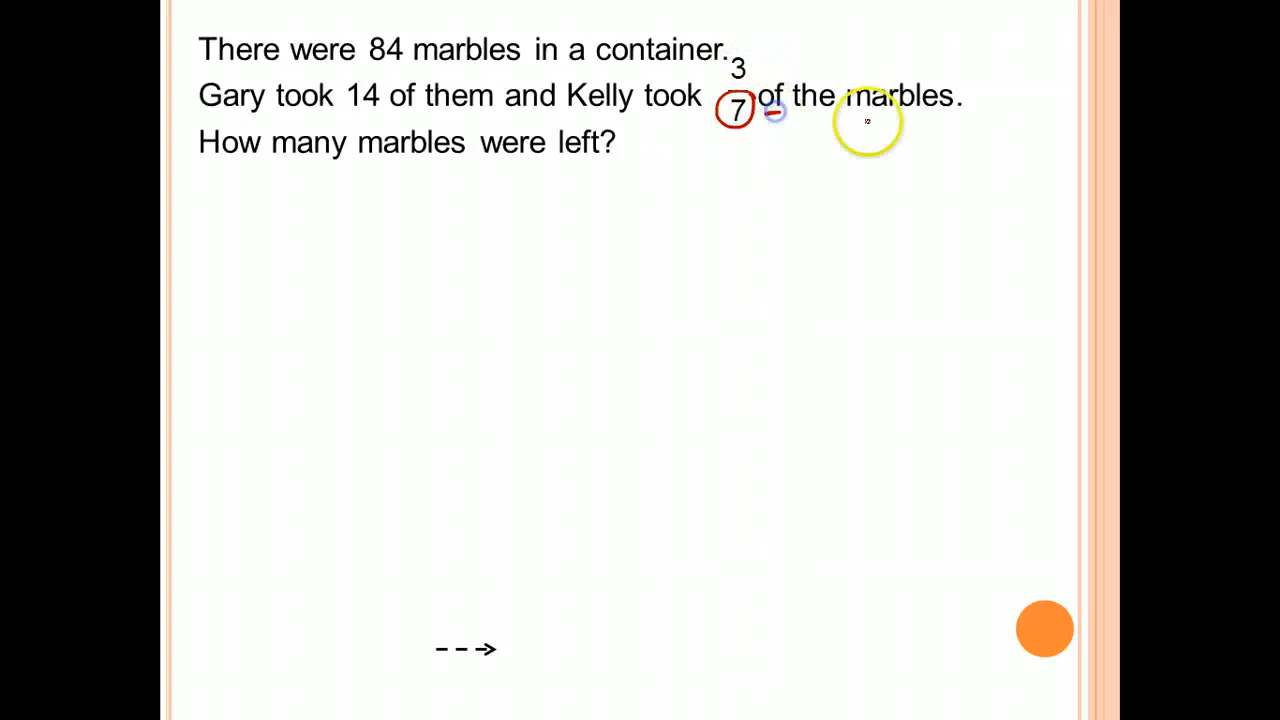 There were 84 marbles in a container.
Gary took 14 of them and Kelly took 3/7 of the marbles.
How many marbles were left?